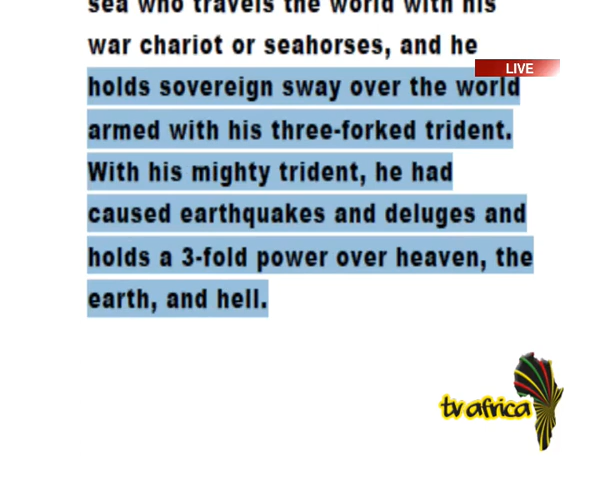 sea who travels the world with his
war chariot or seahorses, and he
LIVE
holds sovereign sway over the world
armed with his three-forked trident.
With his mighty trident, he had
caused earthquakes and deluges and
holds a 3-fold power over heaven, the
earth, and hell.
tv africa